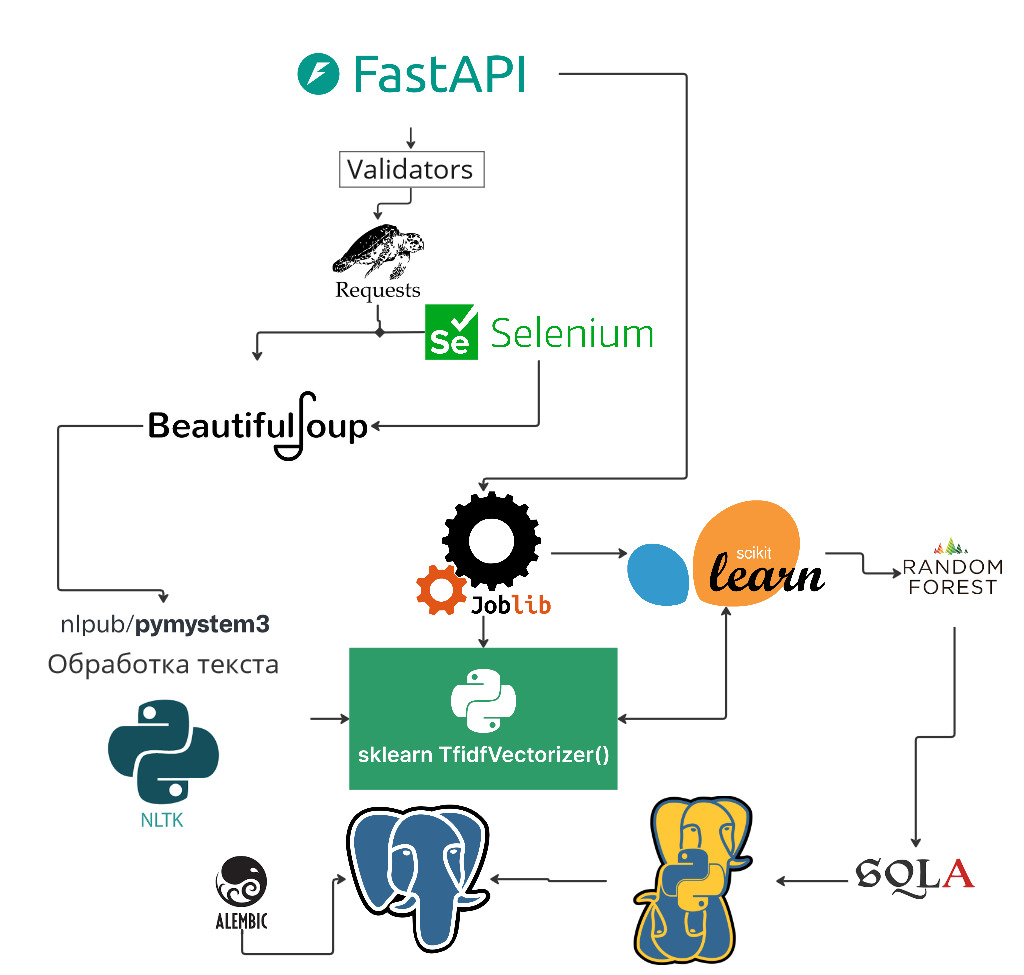 FastAPI
Validators
Requests
Se Selenium
BeautifulSoup
scikit
learn
RANDOM
FOREST
Joblib
nlpub/pymystem3
Обработка текста
sklearn TfidfVectorizer()
NLTK
SQLA
ALEMBIC